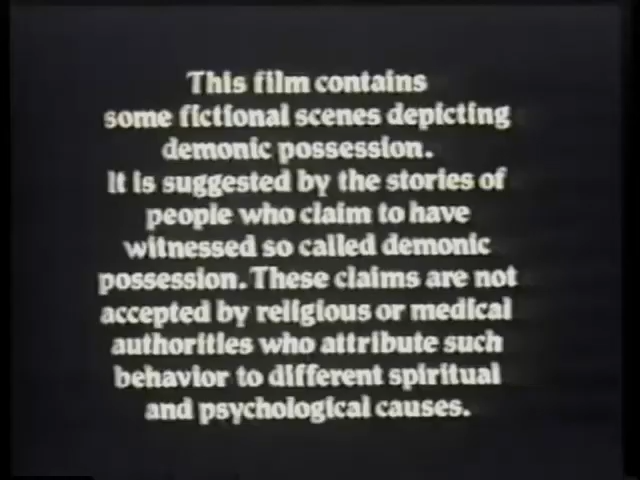 This film contains
some fictional scenes depicting
demonic possession.
It is suggested by the stories of
people who claim to have
witnessed so called demonic
possession. These claims are not
accepted by religious or medical
authorities who attribute such
behavior to different spiritual
and psychological causes.